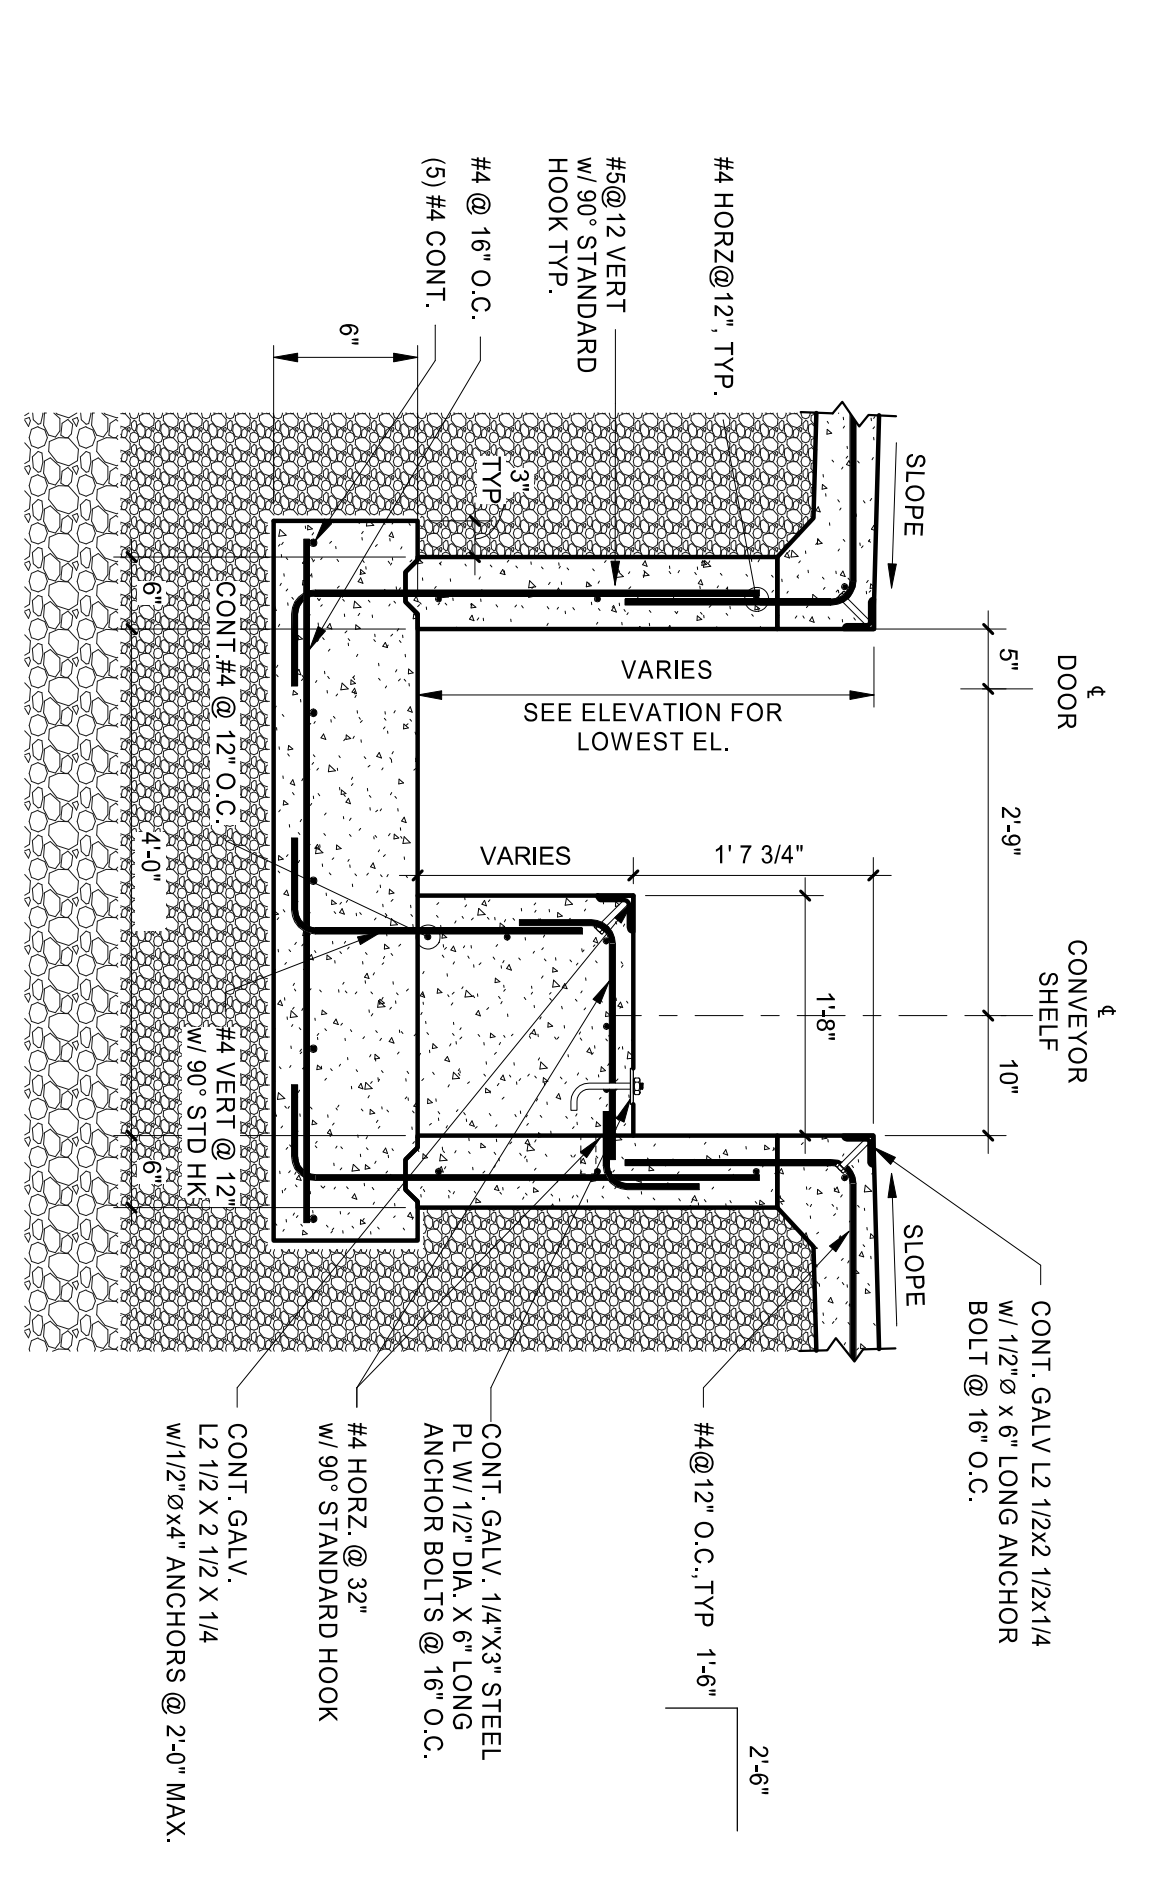 ℄
DOOR
℄
CONVEYOR
SHELF
5"
2'-9"
10"
CONT. GALV L2 1/2x2 1/2x1/4
w/ 1/2"Ø x 6" LONG ANCHOR
BOLT @ 16" O.C.
SLOPE
SLOPE
1'-8"
#4 HORZ@12", TYP.
1' 7 3/4"
VARIES
VARIES
SEE ELEVATION FOR
LOWEST EL.
#4@12" O.C.,TYP
1'-6"
2'-6"
#5@12 VERT
w/ 90° STANDARD
HOOK TYP.
#4 @ 16" O.C.
(5) #4 CONT.
3"
TYP
6"
CONT. GALV. 1/4"X3" STEEL
PL W/ 1/2" DIA. X 6" LONG
ANCHOR BOLTS @ 16" O.C.
#4 HORZ. @ 32"
w/ 90° STANDARD HOOK
CONT.#4 @ 12" O.C.
#4 VERT @ 12"
w/ 90° STD HK
CONT. GALV.
L2 1/2 X 2 1/2 X 1/4
w/1/2"Øx4" ANCHORS @ 2'-0" MAX.
6"
4'-0"
6"